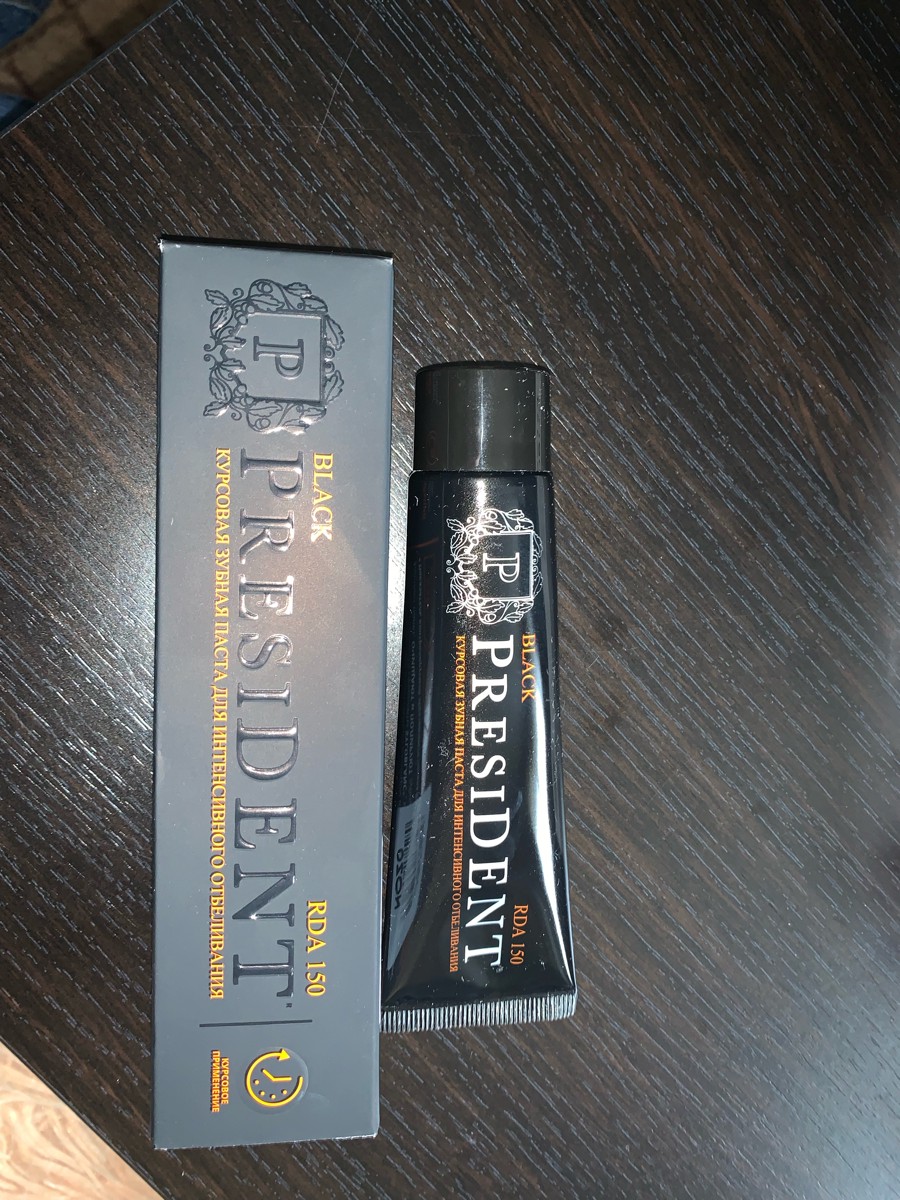 P
BLACK
RDA 150
PRESIDENT
КУРСОВАЯ ЗУБНАЯ ПАСТА ДЛЯ ИНТЕНСИВНОГО ОТБЕЛИВАНИЯ
КУРСОВОЕ
ПРИМЕНЕНИЕ
P
BLACK
RDA 150
PRESIDENT®
КУРСОВАЯ ЗУБНАЯ ПАСТА ДЛЯ ИНТЕНСИВНОГО ОТБЕЛИВАНИЯ
OZON